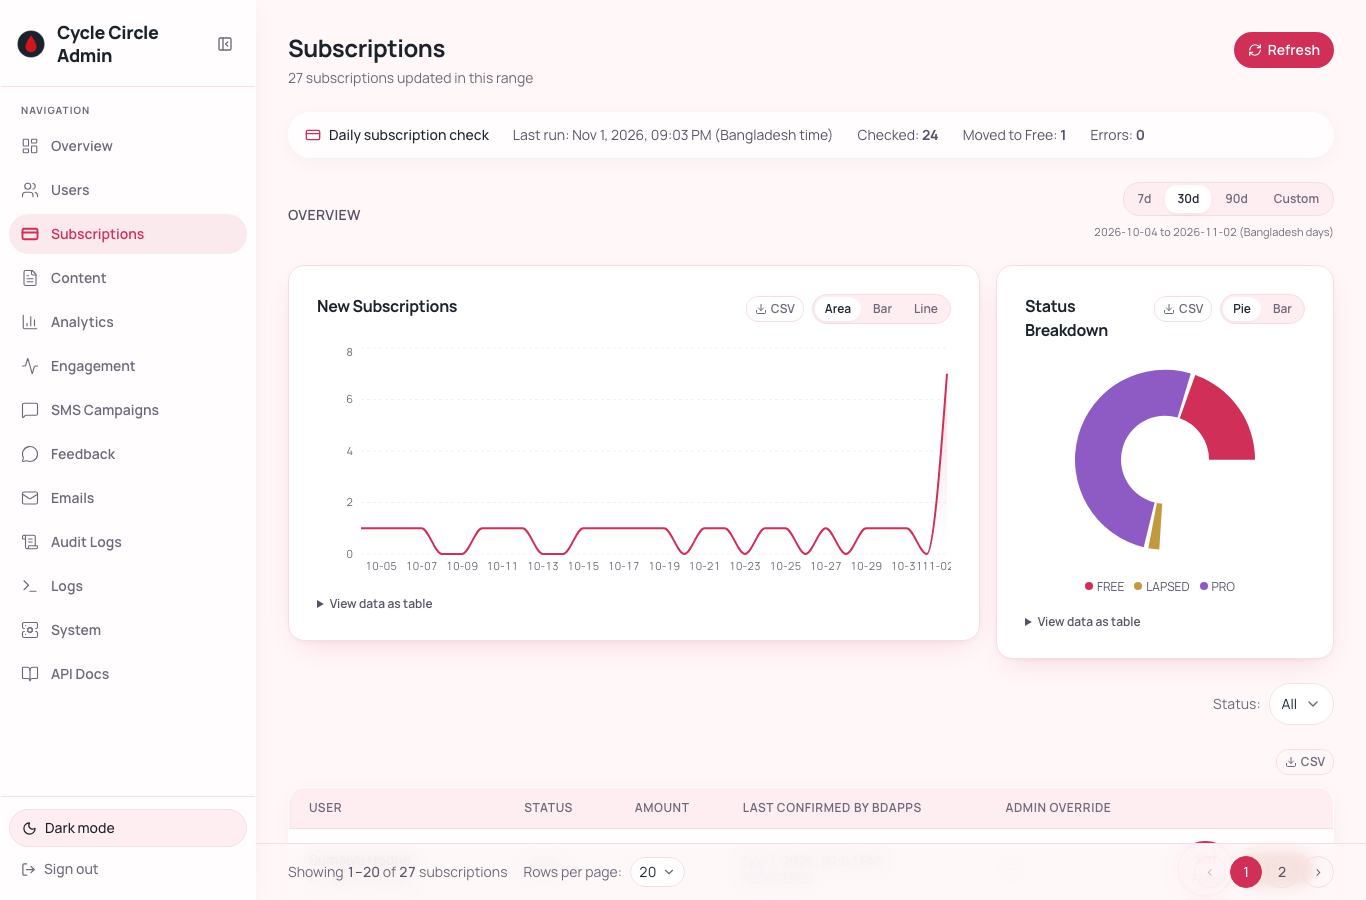 Cycle Circle
Admin
NAVIGATION
Overview
Users
Subscriptions
Content
Analytics
Engagement
SMS Campaigns
Feedback
Emails
Audit Logs
Logs
System
API Docs
Dark mode
Sign out
Subscriptions
27 subscriptions updated in this range
Refresh
Daily subscription check Last run: Nov 1, 2026, 09:03 PM (Bangladesh time) Checked: 24 Moved to Free: 1 Errors: 0
OVERVIEW
7d 30d 90d Custom
2026-10-04 to 2026-11-02 (Bangladesh days)
New Subscriptions
CSV
Area Bar Line
8
6
4
2
0
10-05 10-07 10-09 10-11 10-13 10-15 10-17 10-19 10-21 10-23 10-25 10-27 10-29 10-31 11-02
View data as table
Status
Breakdown
CSV
Pie Bar
FREE LAPSED PRO
View data as table
Status: All
CSV
USER STATUS AMOUNT LAST CONFIRMED BY BDAPPS ADMIN OVERRIDE
Showing 1–20 of 27 subscriptions Rows per page: 20
1 2